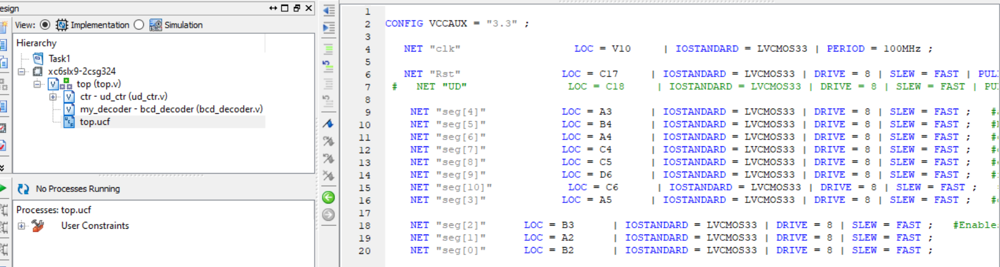 esign
View: Implementation Simulation
Hierarchy
Task1
xc6slx9-2csg324
top (top.v)
ctr - ud_ctr (ud_ctr.v)
my_decoder - bcd_decoder (bcd_decoder.v)
top.ucf
No Processes Running
Processes: top.ucf
User Constraints
1
2 CONFIG VCCAUX = "3.3" ;
3
4 NET "clk" LOC = V10 | IOSTANDARD = LVCMOS33 | PERIOD = 100MHz ;
5
6 NET "Rst" LOC = C17 | IOSTANDARD = LVCMOS33 | DRIVE = 8 | SLEW = FAST | PUL
7 # NET "UD" LOC = C18 | IOSTANDARD = LVCMOS33 | DRIVE = 8 | SLEW = FAST | PU
8
9 NET "seg[4]" LOC = A3 | IOSTANDARD = LVCMOS33 | DRIVE = 8 | SLEW = FAST ; #
10 NET "seg[5]" LOC = B4 | IOSTANDARD = LVCMOS33 | DRIVE = 8 | SLEW = FAST ; #
11 NET "seg[6]" LOC = A4 | IOSTANDARD = LVCMOS33 | DRIVE = 8 | SLEW = FAST ; #
12 NET "seg[7]" LOC = C4 | IOSTANDARD = LVCMOS33 | DRIVE = 8 | SLEW = FAST ; #
13 NET "seg[8]" LOC = C5 | IOSTANDARD = LVCMOS33 | DRIVE = 8 | SLEW = FAST ; #
14 NET "seg[9]" LOC = D6 | IOSTANDARD = LVCMOS33 | DRIVE = 8 | SLEW = FAST ; #
15 NET "seg[10]" LOC = C6 | IOSTANDARD = LVCMOS33 | DRIVE = 8 | SLEW = FAST ;
16 NET "seg[3]" LOC = A5 | IOSTANDARD = LVCMOS33 | DRIVE = 8 | SLEW = FAST ; #
17
18 NET "seg[2]" LOC = B3 | IOSTANDARD = LVCMOS33 | DRIVE = 8 | SLEW = FAST ; #Enable
19 NET "seg[1]" LOC = A2 | IOSTANDARD = LVCMOS33 | DRIVE = 8 | SLEW = FAST ;
20 NET "seg[0]" LOC = B2 | IOSTANDARD = LVCMOS33 | DRIVE = 8 | SLEW = FAST ;